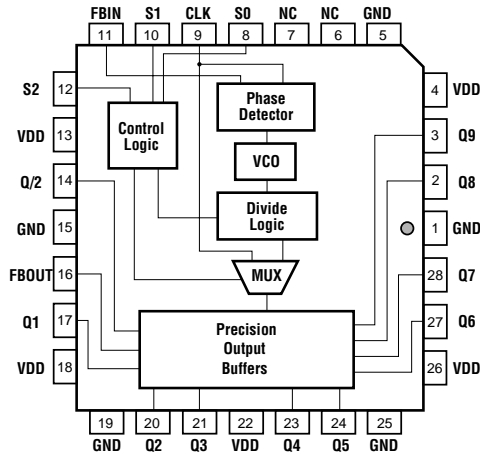 FBIN S1 CLK S0 NC NC GND
11 10 9 8 7 6 5
S2 12
4 VDD
Phase
Detector
Control
Logic
VDD 13
3 Q9
VCO
Q/2 14
2 Q8
Divide
Logic
GND 15
1 GND
FBOUT 16
MUX
28 Q7
Q1 17
27 Q6
Precision
Output
Buffers
VDD 18
26 VDD
19 20 21 22 23 24 25
GND Q2 Q3 VDD Q4 Q5 GND